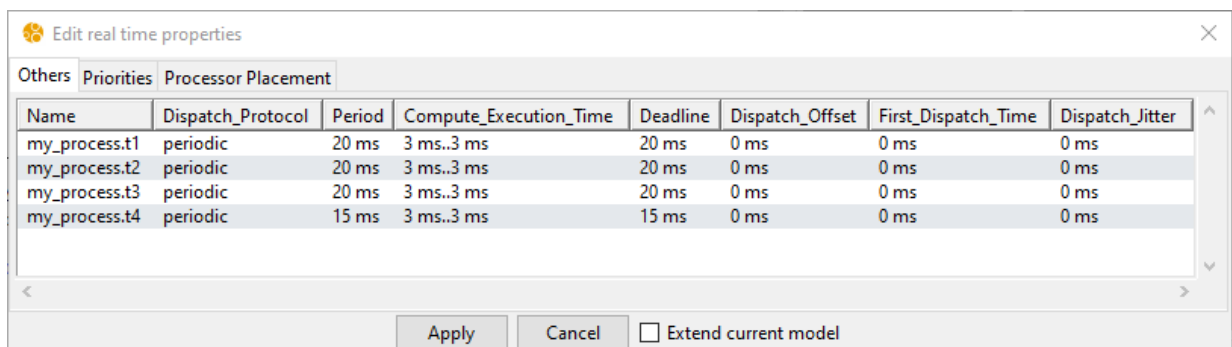 Edit real time properties
Others Priorities Processor Placement
Name Dispatch_Protocol Period Compute_Execution_Time Deadline Dispatch_Offset First_Dispatch_Time Dispatch_Jitter
my_process.t1 periodic 20 ms 3 ms..3 ms 20 ms 0 ms 0 ms 0 ms
my_process.t2 periodic 20 ms 3 ms..3 ms 20 ms 0 ms 0 ms 0 ms
my_process.t3 periodic 20 ms 3 ms..3 ms 20 ms 0 ms 0 ms 0 ms
my_process.t4 periodic 15 ms 3 ms..3 ms 15 ms 0 ms 0 ms 0 ms
Apply Cancel Extend current model